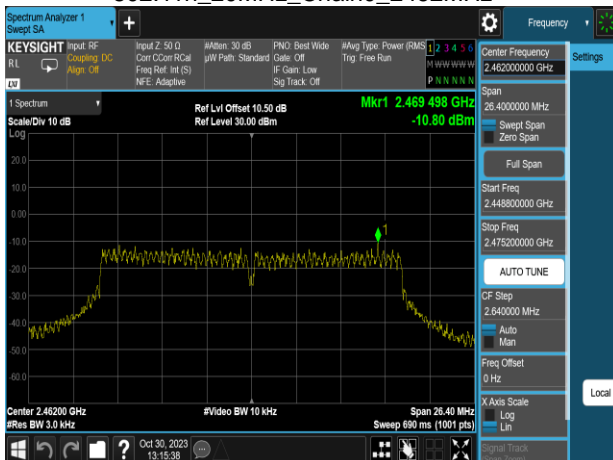 Spectrum Analyzer 1
Swept SA
+
Frequency
KEYSIGHT
RL
LXI
Input: RF
Coupling: DC
Align: Off
Input Z: 50 Ω
Corr CCorr RCal
Freq Ref: Int (S)
NFE: Adaptive
#Atten: 30 dB
µW Path: Standard
PNO: Best Wide
Gate: Off
IF Gain: Low
Sig Track: Off
#Avg Type: Power (RMS
Trig: Free Run
1 2 3 4 5 6
M W W W W W
P N N N N N
1 Spectrum
Scale/Div 10 dB
Log
Ref Lvl Offset 10.50 dB
Ref Level 30.00 dBm
Mkr1 2.469 498 GHz
-10.80 dBm
1
20.0
10.0
0.00
-10.0
-20.0
-30.0
-40.0
-50.0
-60.0
Center 2.46200 GHz
#Res BW 3.0 kHz
#Video BW 10 kHz
Span 26.40 MHz
Sweep 690 ms (1001 pts)
Oct 30, 2023
13:15:38
?
Center Frequency
2.462000000 GHz
Span
26.4000000 MHz
Swept Span
Zero Span
Full Span
Start Freq
2.448800000 GHz
Stop Freq
2.475200000 GHz
AUTO TUNE
CF Step
2.640000 MHz
Auto
Man
Freq Offset
0 Hz
X Axis Scale
Log
Lin
Signal Track
Settings
Local